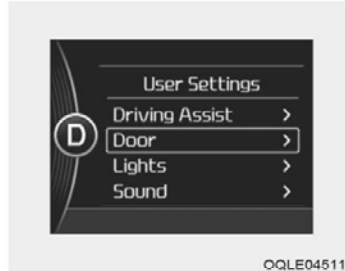 User Settings
Driving Assist >
D
Door >
Lights >
Sound >
OQLE04511